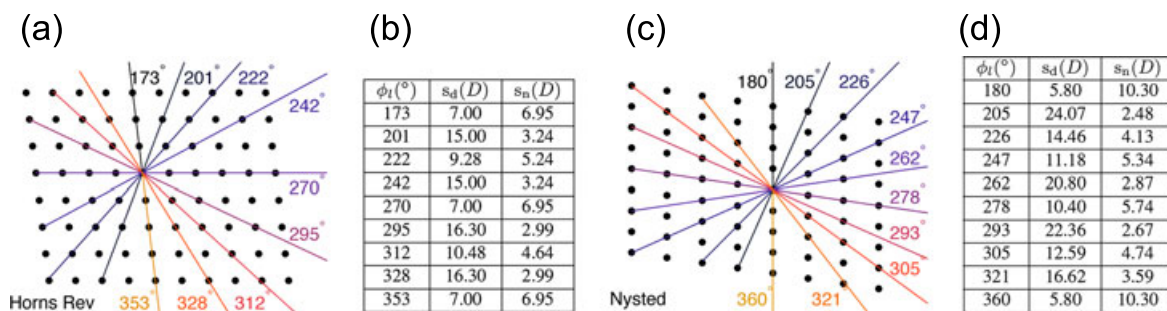 (a)
173°
201°
222°
242°
270°
295°
312°
328°
353°
Horns Rev
(b)
ϕ_l(°) s_d(D) s_n(D)
173 7.00 6.95
201 15.00 3.24
222 9.28 5.24
242 15.00 3.24
270 7.00 6.95
295 16.30 2.99
312 10.48 4.64
328 16.30 2.99
353 7.00 6.95
(c)
180°
205°
226°
247°
262°
278°
293°
305
321
360°
Nysted
(d)
ϕ_l(°) s_d(D) s_n(D)
180 5.80 10.30
205 24.07 2.48
226 14.46 4.13
247 11.18 5.34
262 20.80 2.87
278 10.40 5.74
293 22.36 2.67
305 12.59 4.74
321 16.62 3.59
360 5.80 10.30